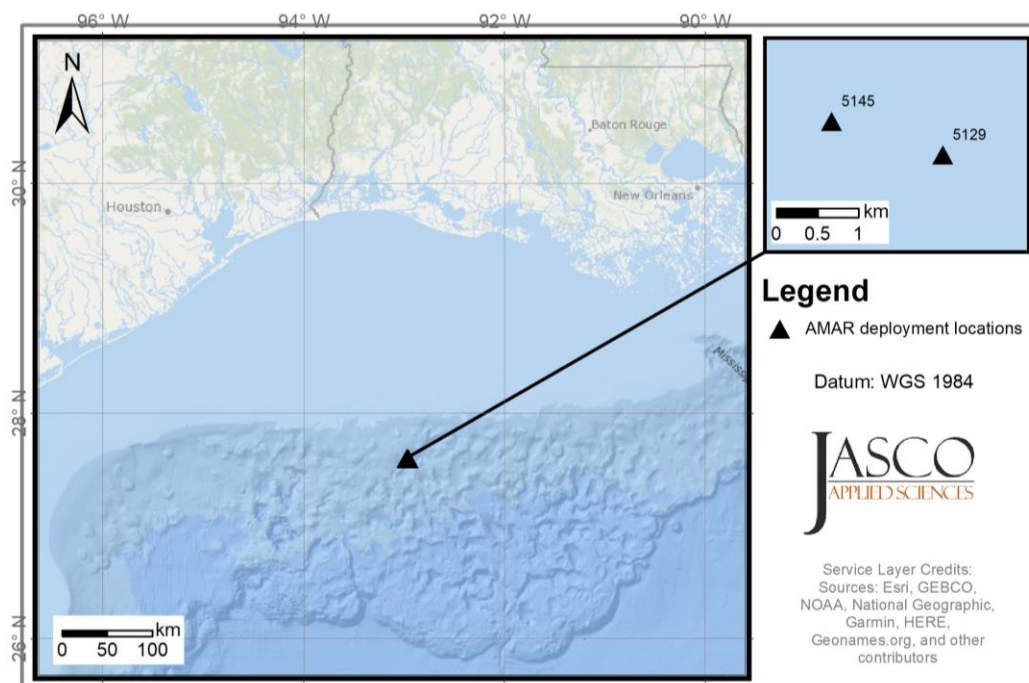 96° W 94° W 92° W 90° W
N
30° N
28° N
26° N
Baton Rouge
New Orleans
Houston
Mississ
km
0 50 100
5145
5129
km
0 0.5 1
Legend
AMAR deployment locations
Datum: WGS 1984
JASCO
APPLIED SCIENCES
Service Layer Credits:
Sources: Esri, GEBCO,
NOAA, National Geographic,
Garmin, HERE,
Geonames.org, and other
contributors